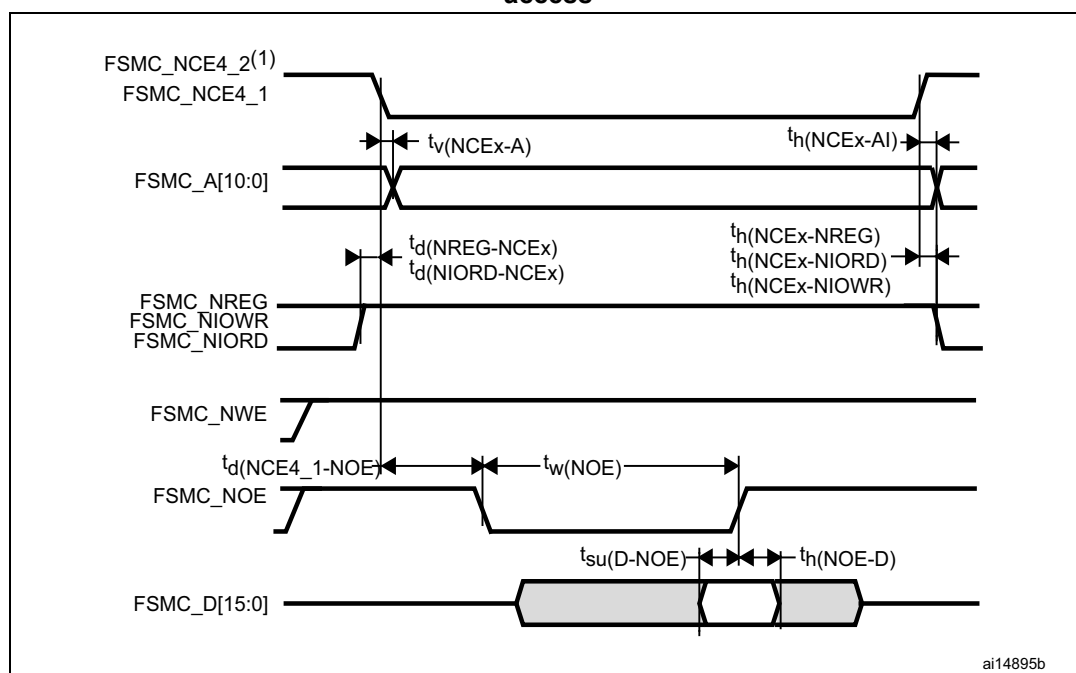 access
FSMC_NCE4_2(1)
FSMC_NCE4_1
tv(NCEx-A)
th(NCEx-AI)
FSMC_A[10:0]
td(NREG-NCEx)
td(NIORD-NCEx)
th(NCEx-NREG)
th(NCEx-NIORD)
th(NCEx-NIOWR)
FSMC_NREG
FSMC_NIOWR
FSMC_NIORD
FSMC_NWE
td(NCE4_1-NOE)
tw(NOE)
FSMC_NOE
tsu(D-NOE)
th(NOE-D)
FSMC_D[15:0]
ai14895b